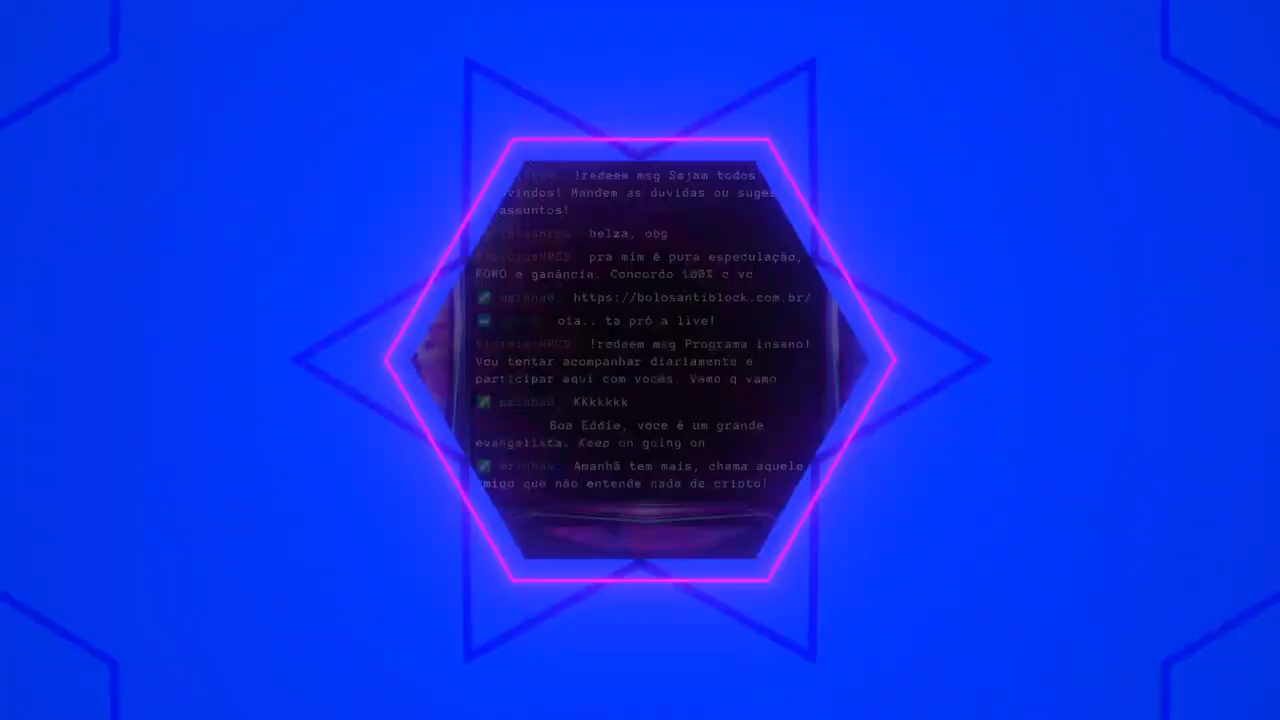 !redeem msg Sejam todos
vindos! Mandem as duvidas ou suges
assuntos!
belza, obg
pra mim é pura especulação,
FOMO e ganância. Concordo 100% c vc
https://bolosantiblock.com.br/
oia.. ta prô a live!
!redeem msg Programa insano!
Vou tentar acompanhar diariamente e
participar aqui com vocês. Vamo q vamo
KKkkkkk
Boa Eddie, voce é um grande
evangelista. Keep on going on
Amanhã tem mais, chama aquele
amigo que não entende nada de cripto!